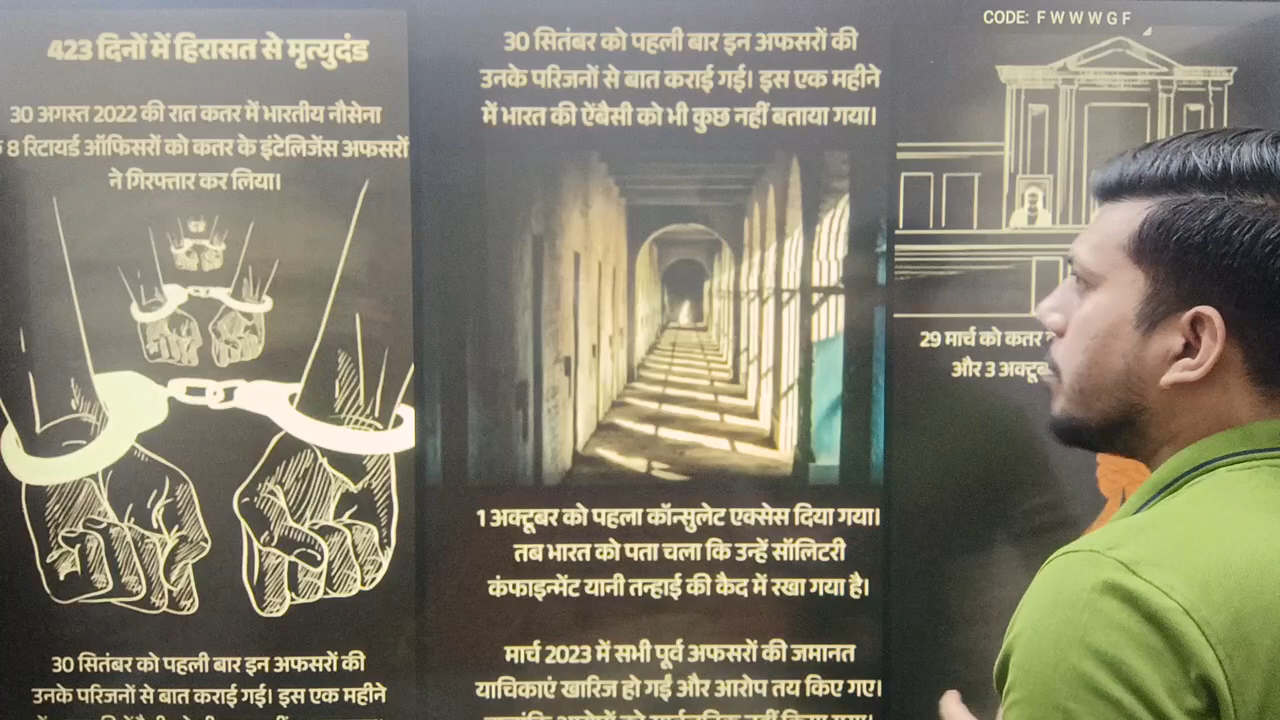 423 दिनों में हिरासत से मृत्युदंड
30 अगस्त 2022 की रात कतर में भारतीय नौसेना
8 रिटायर्ड ऑफिसरों को कतर के इंटेलिजेंस अफसरों
ने गिरफ्तार कर लिया।
30 सितंबर को पहली बार इन अफसरों की
उनके परिजनों से बात कराई गई। इस एक महीने
30 सितंबर को पहली बार इन अफसरों की
उनके परिजनों से बात कराई गई। इस एक महीने
में भारत की ऐंबैसी को भी कुछ नहीं बताया गया।
1 अक्टूबर को पहला कॉन्सुलेट एक्सेस दिया गया।
तब भारत को पता चला कि उन्हें सॉलिटरी
कंफाइन्मेंट यानी तन्हाई की कैद में रखा गया है।
मार्च 2023 में सभी पूर्व अफसरों की जमानत
याचिकाएं खारिज हो गईं और आरोप तय किए गए।
CODE: FWWWGF
29 मार्च को कतर
और 3